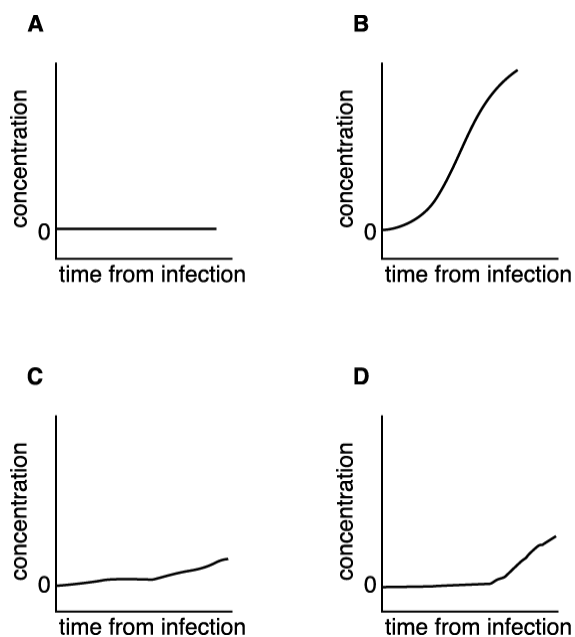 A
concentration
0
time from infection
B
concentration
0
time from infection
C
concentration
0
time from infection
D
concentration
0
time from infection